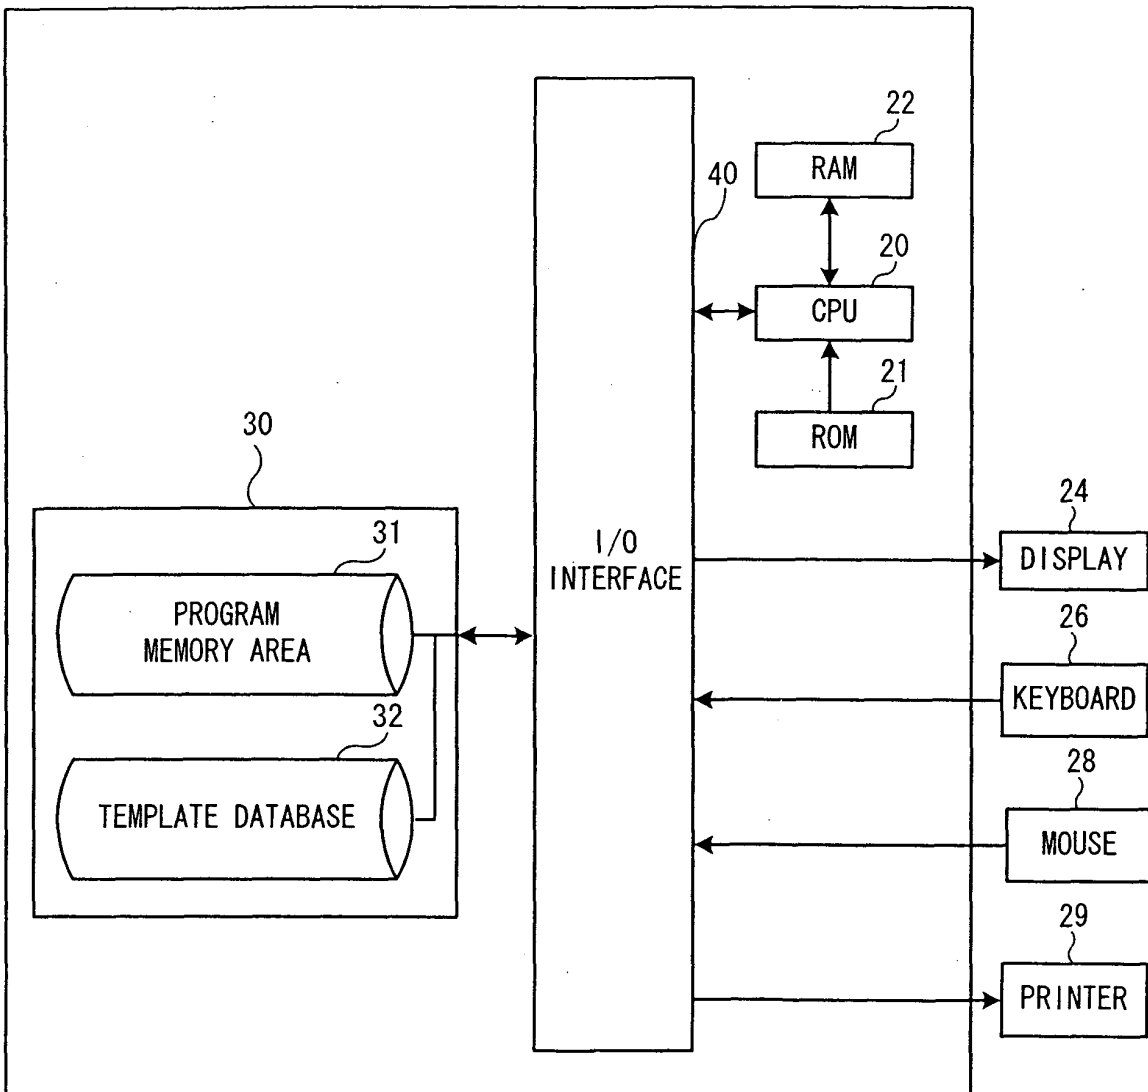 22
RAM
40
20
CPU
21
ROM
30
31
PROGRAM
MEMORY AREA
32
TEMPLATE DATABASE
I/O
INTERFACE
24
DISPLAY
26
KEYBOARD
28
MOUSE
29
PRINTER